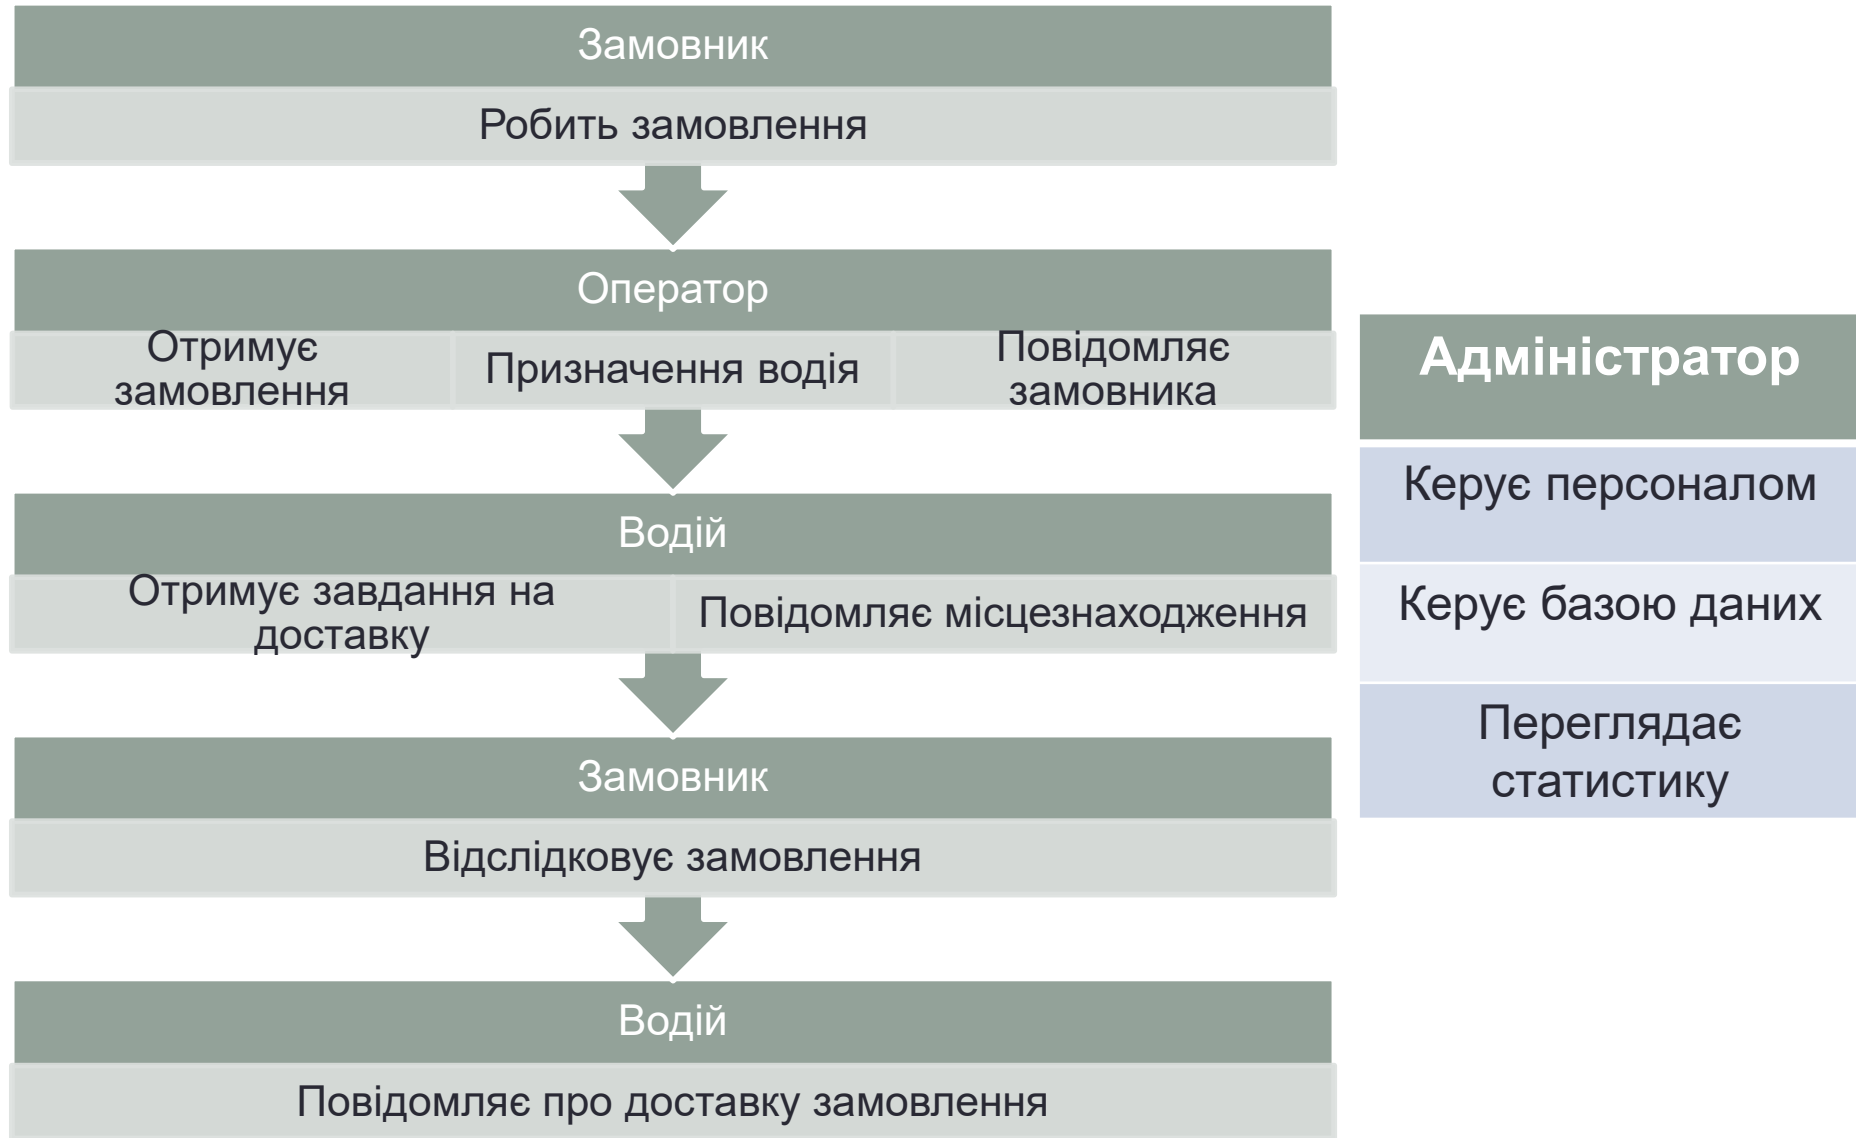 Замовник
Робить замовлення
Оператор
Отримує
замовлення
Призначення водія
Повідомляє
замовника
Водій
Отримує завдання на
доставку
Повідомляє місцезнаходження
Замовник
Відслідковує замовлення
Водій
Повідомляє про доставку замовлення
Адміністратор
Керує персоналом
Керує базою даних
Переглядає
статистику